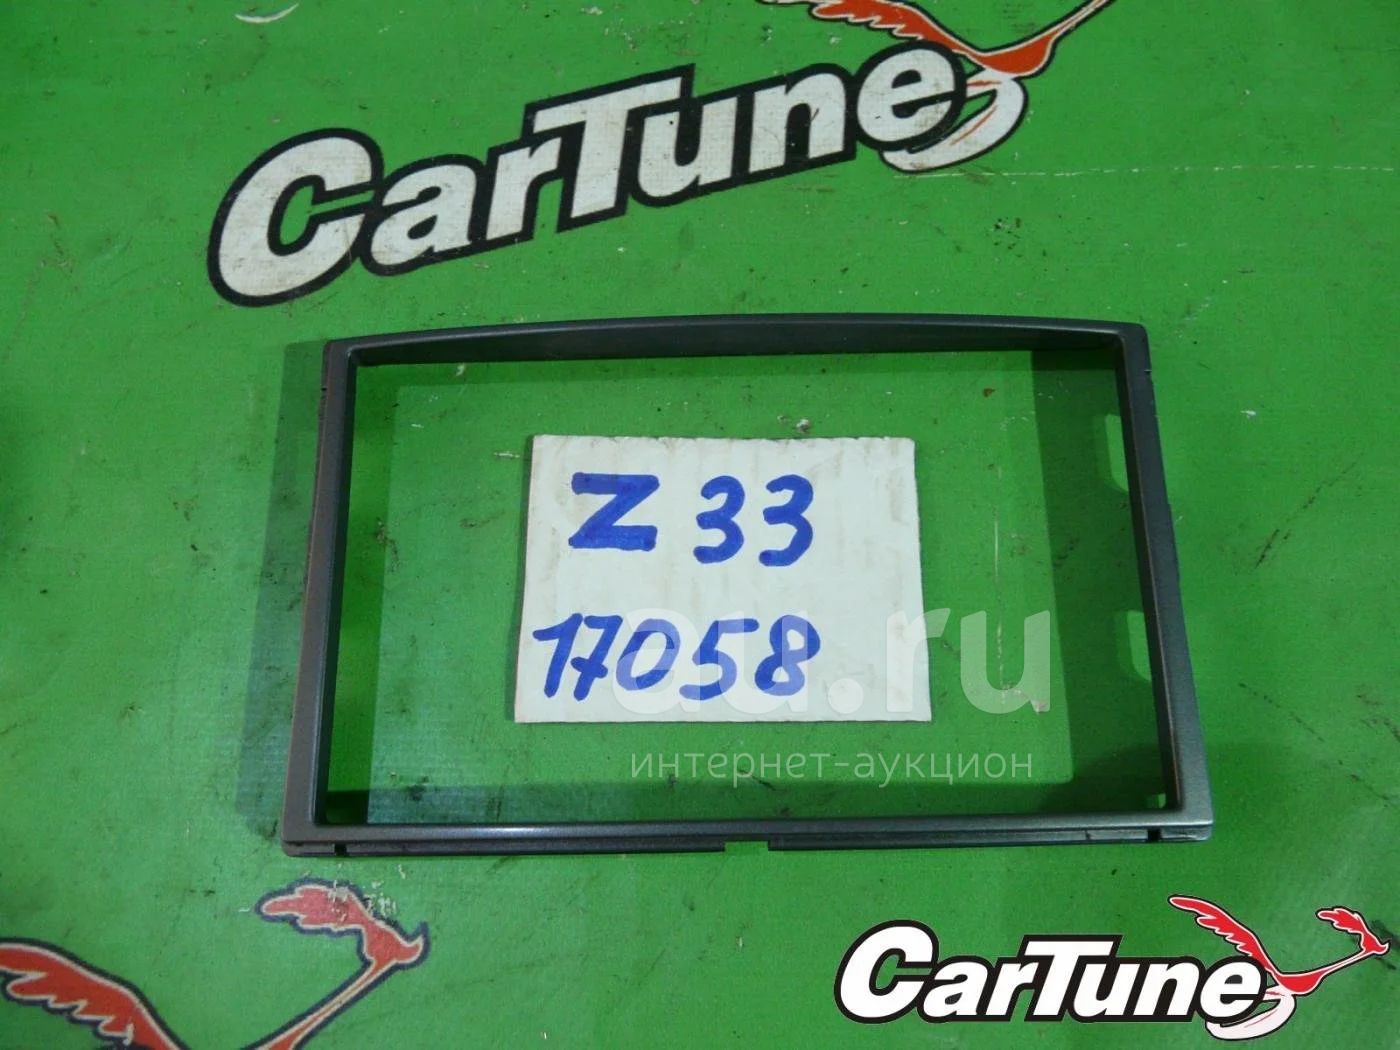 CarTune
Z 33
17058
au.ru
интернет-аукцион
CarTune